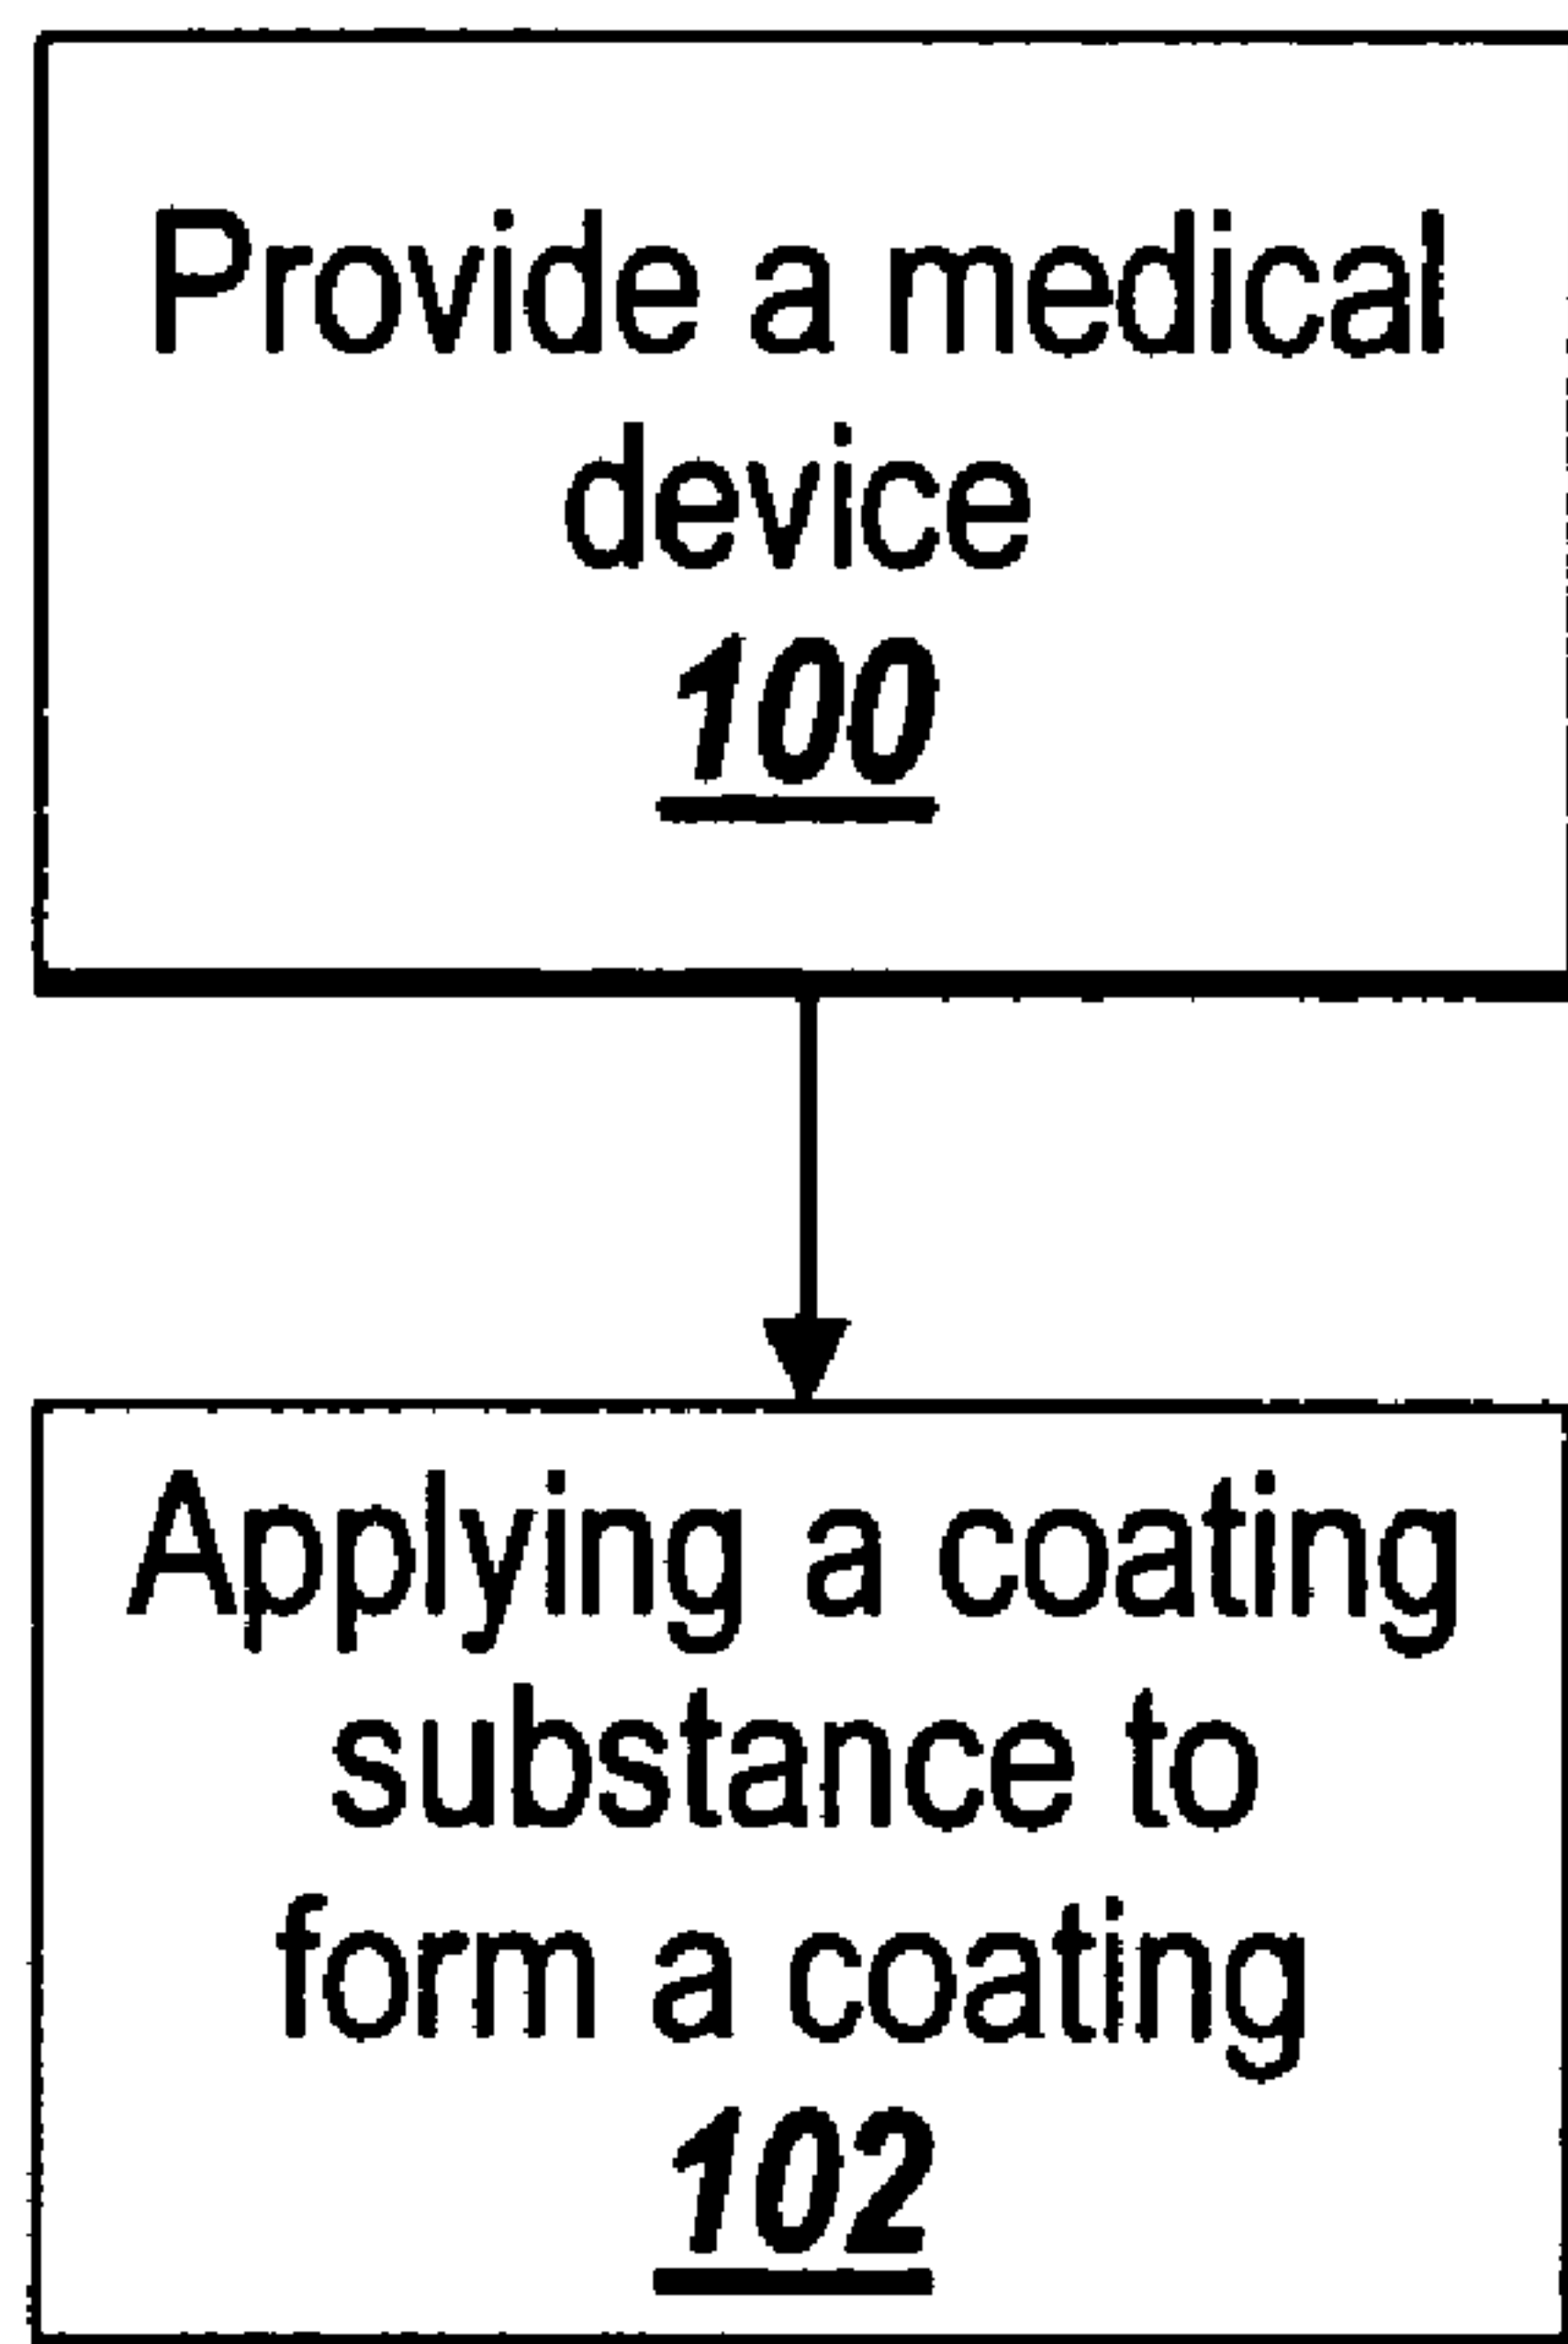 Provide a medical
device
100
Applying a coating
substance to
form a coating
102